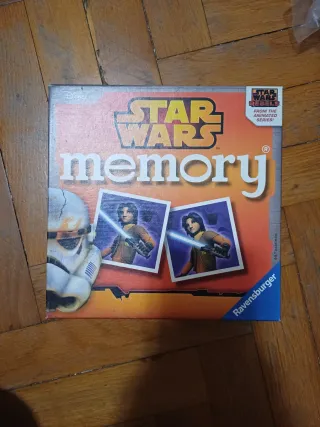 STAR
WARS
memory®
STAR
WARS
REBELS
FROM THE
ANIMATED
SERIES!
Ravensburger